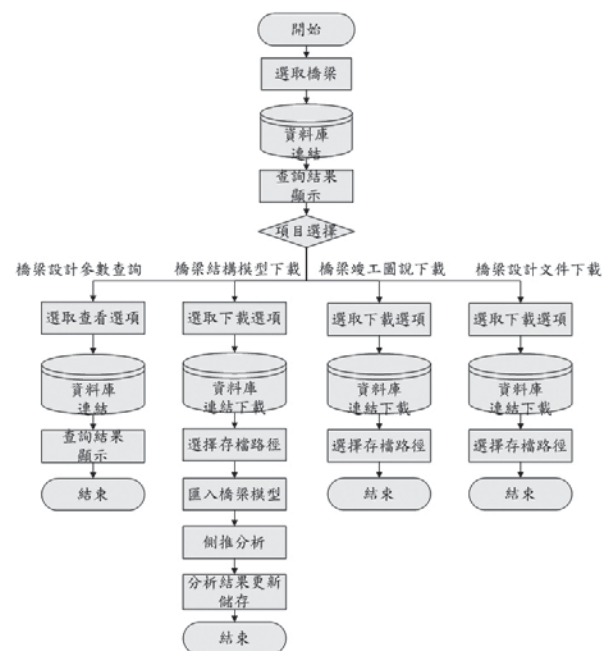 開始
選取橋梁
資料庫
連結
查詢結果
顯示
項目選擇
橋梁設計參數查詢
橋梁結構模型下載
橋梁竣工圖說下載
橋梁設計文件下載
選取查看選項
選取下載選項
選取下載選項
選取下載選項
資料庫
連結
資料庫
連結下載
資料庫
連結下載
資料庫
連結下載
查詢結果
顯示
選擇存檔路徑
選擇存檔路徑
選擇存檔路徑
結束
匯入橋梁模型
結束
結束
側推分析
分析結果更新
儲存
結束